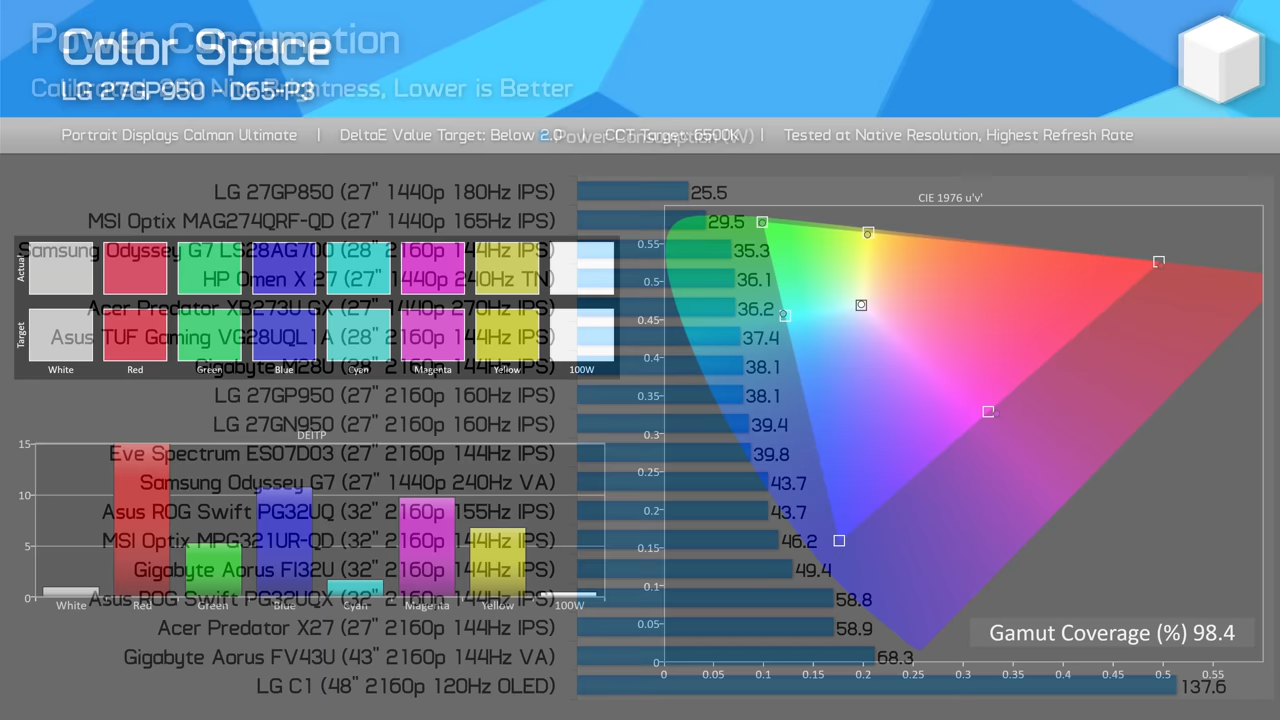 Power Consumption
Color Space
Calibrated, 200 Nits Brightness, Lower is Better
LG 27GP950 - D65-P3
Portrait Displays Calman Ultimate | DeltaE Value Target: Below 2.0 | CCT Target: 6500K | Tested at Native Resolution, Highest Refresh Rate
Power Consumption (W)
LG 27GP850 (27" 1440p 180Hz IPS) 25.5
MSI Optix MAG274QRF-QD (27" 1440p 165Hz IPS) 29.5
Samsung Odyssey G7 LS28AG700 (28" 2160p 144Hz IPS) 35.3
HP Omen X 27 (27" 1440p 240Hz TN) 36.1
Acer Predator XB273U GX (27" 1440p 270Hz IPS) 36.2
Asus TUF Gaming VG28UQL1A (28" 2160p 144Hz IPS) 37.4
Gigabyte M28U (28" 2160p 144Hz IPS) 38.1
LG 27GP950 (27" 2160p 160Hz IPS) 38.1
LG 27GN950 (27" 2160p 160Hz IPS) 39.4
Eve Spectrum ES07D03 (27" 2160p 144Hz IPS) 39.8
Samsung Odyssey G7 (27" 1440p 240Hz VA) 43.7
Asus ROG Swift PG32UQ (32" 2160p 155Hz IPS) 43.7
MSI Optix MPG321UR-QD (32" 2160p 144Hz IPS) 46.2
Gigabyte Aorus FI32U (32" 2160p 144Hz IPS) 49.4
Asus ROG Swift PG32UQX (32" 2160p 144Hz IPS) 58.8
Acer Predator X27 (27" 2160p 144Hz IPS) 58.9
Gigabyte Aorus FV43U (43" 2160p 144Hz VA) 68.3
LG C1 (48" 2160p 120Hz OLED) 137.6
Actual
Target
White Red Green Blue Cyan Magenta Yellow 100W
DEITP
15
10
5
0
White Red Green Blue Cyan Magenta Yellow 100W
CIE 1976 u'v'
0.55
0.5
0.45
0.4
0.35
0.3
0.25
0.2
0.15
0.1
0.05
0
0 0.05 0.1 0.15 0.2 0.25 0.3 0.35 0.4 0.45 0.5 0.55
Gamut Coverage (%) 98.4